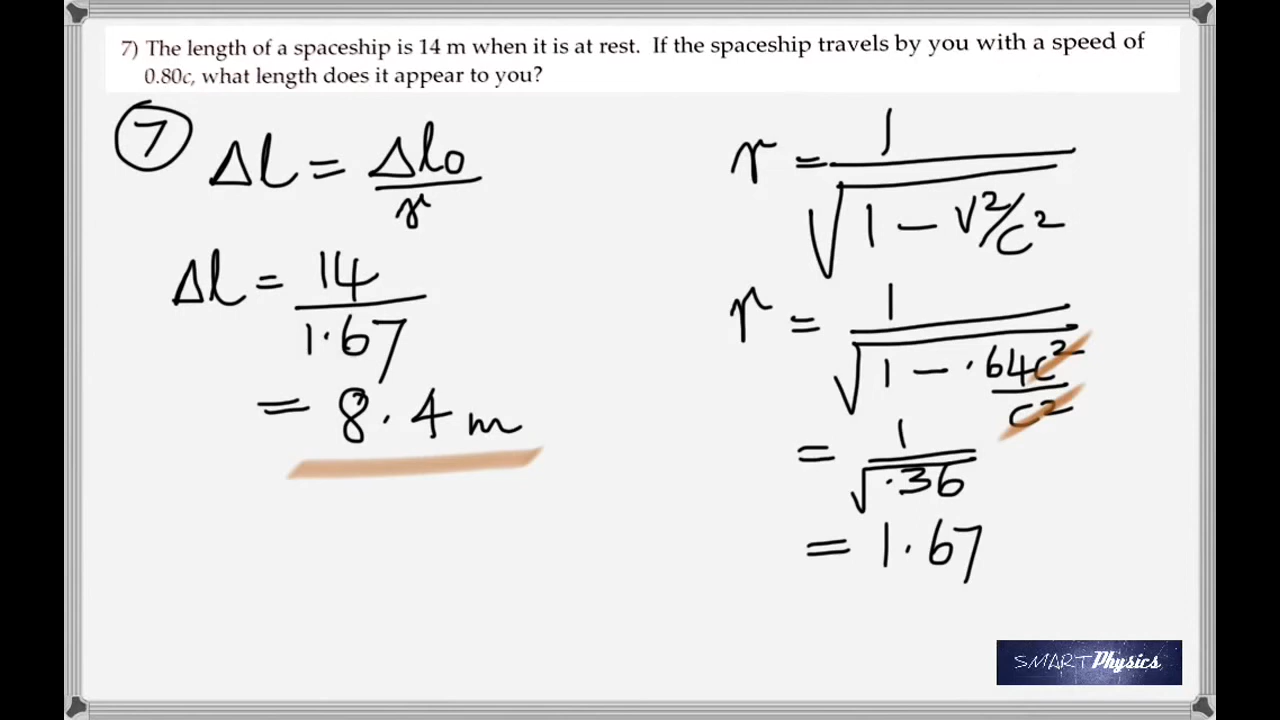 7) The length of a spaceship is 14 m when it is at rest. If the spaceship travels by you with a speed of
0.80c, what length does it appear to you?
7
Δl = Δl0 / γ
Δl = 14 / 1.67
= 8.4 m
γ = 1 / √(1 - V²/C²)
γ = 1 / √(1 - .64c²/c²)
= 1 / √.36
= 1.67
SMART Physics